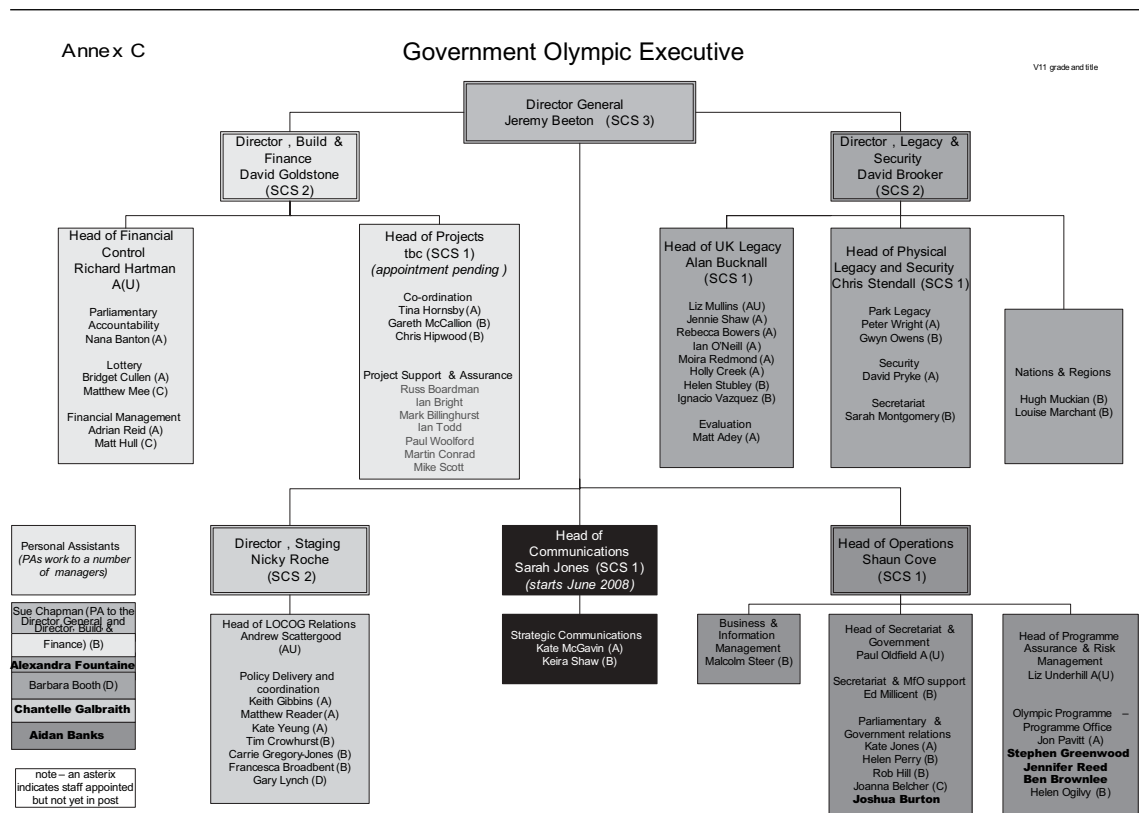 Annex C
Government Olympic Executive
V11 grade and title
Director General
Jeremy Beeton (SCS 3)
Director , Build &
Finance
David Goldstone
(SCS 2)
Director , Legacy &
Security
David Brooker
(SCS 2)
Head of Financial
Control
Richard Hartman
A(U)
Parliamentary
Accountability
Nana Banton (A)
Lottery
Bridget Cullen (A)
Matthew Mee (C)
Financial Management
Adrian Reid (A)
Matt Hull (C)
Head of Projects
tbc (SCS 1)
(appointment pending )
Co-ordination
Tina Hornsby (A)
Gareth McCallion (B)
Chris Hipwood (B)
Project Support & Assurance
Russ Boardman
Ian Bright
Mark Billinghurst
Ian Todd
Paul Woolford
Martin Conrad
Mike Scott
Head of UK Legacy
Alan Bucknall
(SCS 1)
Liz Mullins (AU)
Jennie Shaw (A)
Rebecca Bowers (A)
Ian O'Neill (A)
Moira Redmond (A)
Holly Creek (A)
Helen Stubley (B)
Ignacio Vazquez (B)
Evaluation
Matt Adey (A)
Head of Physical
Legacy and Security
Chris Stendall (SCS 1)
Park Legacy
Peter Wright (A)
Gwyn Owens (B)
Security
David Pryke (A)
Secretariat
Sarah Montgomery (B)
Nations & Regions
Hugh Muckian (B)
Louise Marchant (B)
Personal Assistants
(PAs work to a number
of managers)
Sue Chapman (PA to the
Director General and
Director, Build &
Finance) (B)
Alexandra Fountaine
Barbara Booth (D)
Chantelle Galbraith
Aidan Banks
note – an asterix
indicates staff appointed
but not yet in post
Director , Staging
Nicky Roche
(SCS 2)
Head of LOCOG Relations
Andrew Scattergood
(AU)
Policy Delivery and
coordination
Keith Gibbins (A)
Matthew Reader (A)
Kate Yeung (A)
Tim Crowhurst (B)
Carrie Gregory-Jones (B)
Francesca Broadbent (B)
Gary Lynch (D)
Head of
Communications
Sarah Jones (SCS 1)
(starts June 2008)
Strategic Communications
Kate McGavin (A)
Keira Shaw (B)
Head of Operations
Shaun Cove
(SCS 1)
Business &
Information
Management
Malcolm Steer (B)
Head of Secretariat &
Government
Paul Oldfield A (U)
Secretariat & MfO support
Ed Millicent (B)
Parliamentary &
Government relations
Kate Jones (A)
Helen Perry (B)
Rob Hill (B)
Joanna Belcher (C)
Joshua Burton
Head of Programme
Assurance & Risk
Management
Liz Underhill A(U)
Olympic Programme –
Programme Office
Jon Pavitt (A)
Stephen Greenwood
Jennifer Reed
Ben Brownlee
Helen Ogilvy (B)